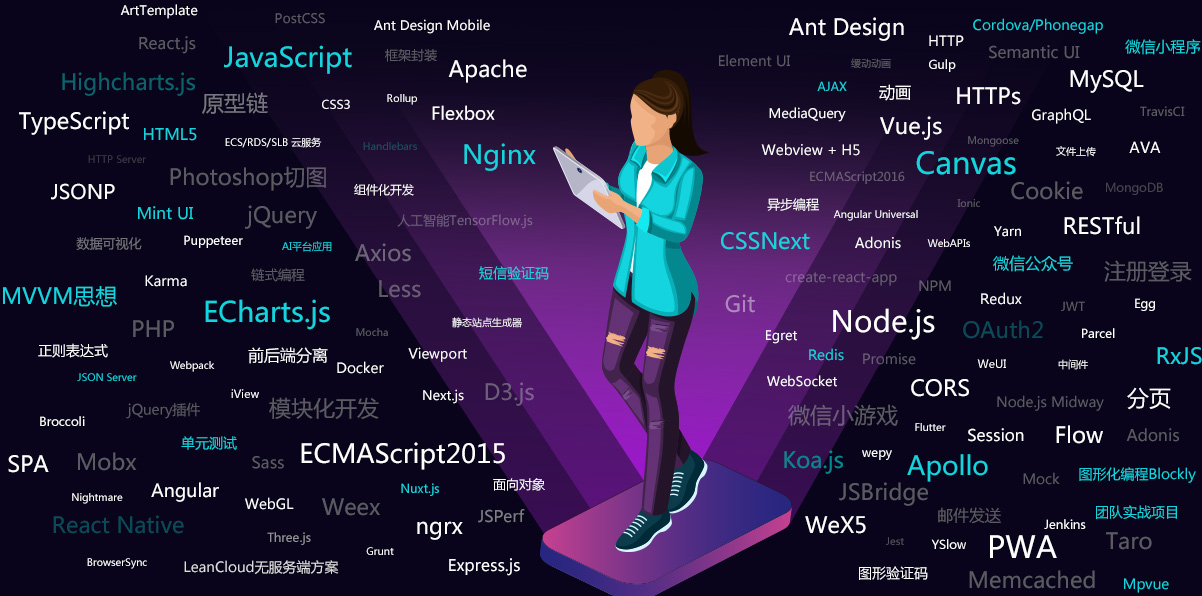 ArtTemplate
PostCSS
Ant Design Mobile
Ant Design
Cordova/Phonegap
React.js
JavaScript
框架封装
Apache
Element UI
缓动动画
HTTP
Gulp
Semantic UI
微信小程序
Highcharts.js
原型链
CSS3
Rollup
Flexbox
AJAX
动画
HTTPs
MySQL
MediaQuery
GraphQL
TravisCI
TypeScript
HTML5
ECS/RDS/SLB 云服务
Handlebars
Nginx
Vue.js
Webview + H5
Mongoose
文件上传
AVA
HTTP Server
Photoshop切图
Canvas
JSONP
组件化开发
ECMAScript2016
Cookie
MongoDB
Mint UI
jQuery
人工智能TensorFlow.js
异步编程
Angular Universal
Ionic
数据可视化
Puppeteer
AI平台应用
Axios
CSSNext
Adonis
WebAPIs
Yarn
RESTful
Karma
链式编程
短信验证码
create-react-app
微信公众号
注册登录
MVVM思想
Less
NPM
ECharts.js
Git
Redux
JWT
Egg
PHP
Mocha
静态站点生成器
Egret
Node.js
OAuth2
Parcel
正则表达式
前后端分离
Viewport
Redis
Promise
RxJS
Webpack
Docker
WeUI
中间件
JSON Server
WebSocket
iView
Next.js
D3.js
CORS
jQuery插件
模块化开发
微信小游戏
Node.js Midway
分页
Broccoli
Flutter
单元测试
ECMAScript2015
Session
Flow
Adonis
SPA
Mobx
Sass
Koa.js
wepy
Apollo
Mock
图形化编程Blockly
Nightmare
Angular
WebGL
Nuxt.js
面向对象
Weex
JSBridge
React Native
ngrx
JSPerf
WeX5
邮件发送
Jenkins
团队实战项目
Three.js
Grunt
Jest
YSlow
PWA
Taro
BrowserSync
LeanCloud无服务端方案
Express.js
图形验证码
Memcached
Mpvue